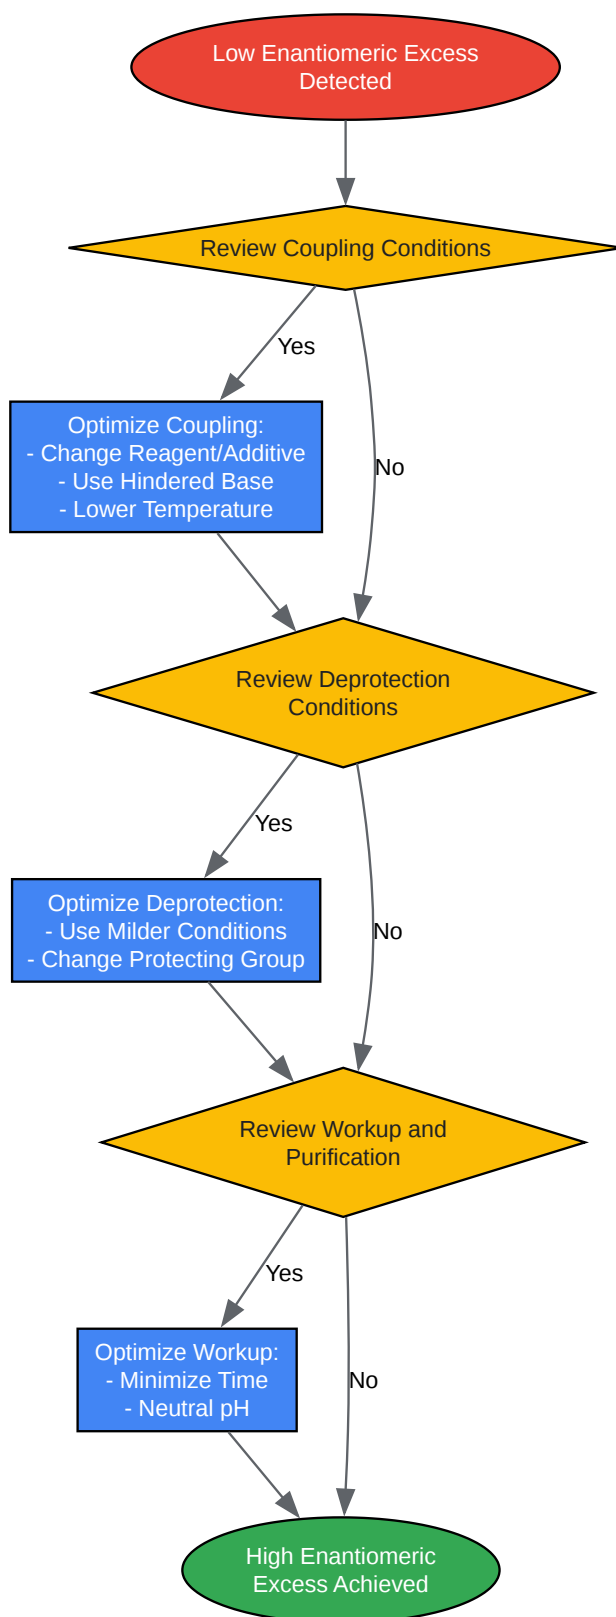 Low Enantiomeric Excess
Detected
Review Coupling Conditions
Yes
Optimize Coupling:
- Change Reagent/Additive
- Use Hindered Base
- Lower Temperature
No
Review Deprotection
Conditions
Yes
Optimize Deprotection:
- Use Milder Conditions
- Change Protecting Group
No
Review Workup and
Purification
Yes
Optimize Workup:
- Minimize Time
- Neutral pH
No
High Enantiomeric
Excess Achieved